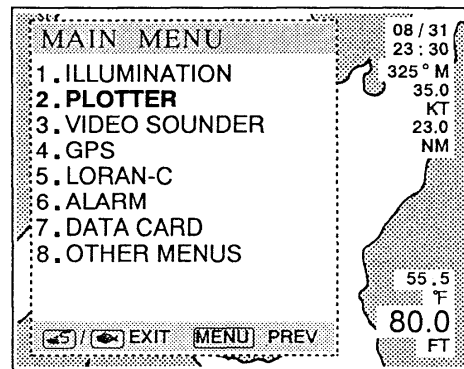 MAIN MENU
1.ILLUMINATION
2.PLOTTER
3.VIDEO SOUNDER
4.GPS
5.LORAN-C
6.ALARM
7.DATA CARD
8.OTHER MENUS
/ EXIT MENU PREV
08/31
23:30
325°M
35.0
KT
23.0
NM
55.5
°F
80.0
FT